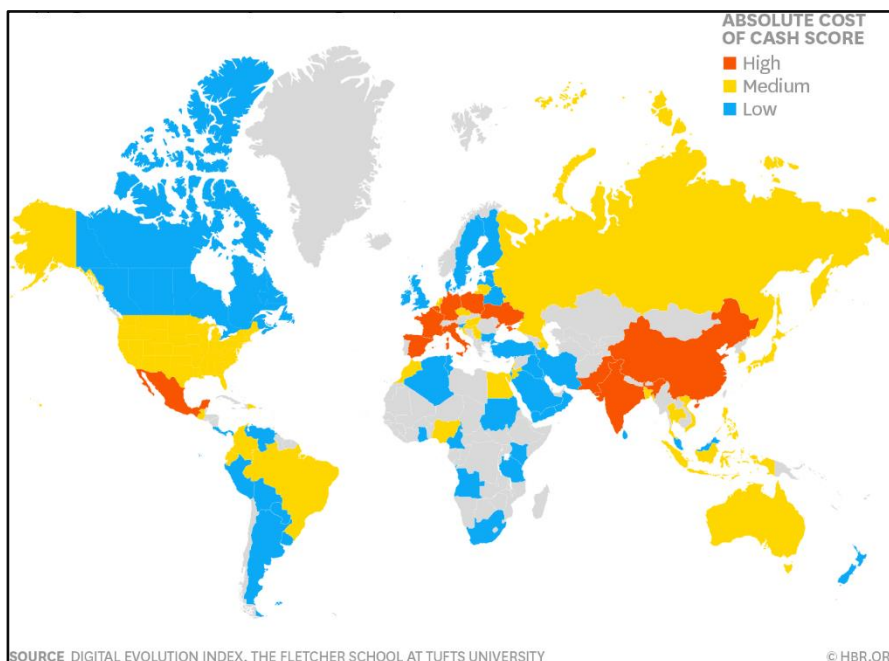 ABSOLUTE COST
OF CASH SCORE
High
Medium
Low
SOURCE DIGITAL EVOLUTION INDEX, THE FLETCHER SCHOOL AT TUFTS UNIVERSITY
© HBR.OR